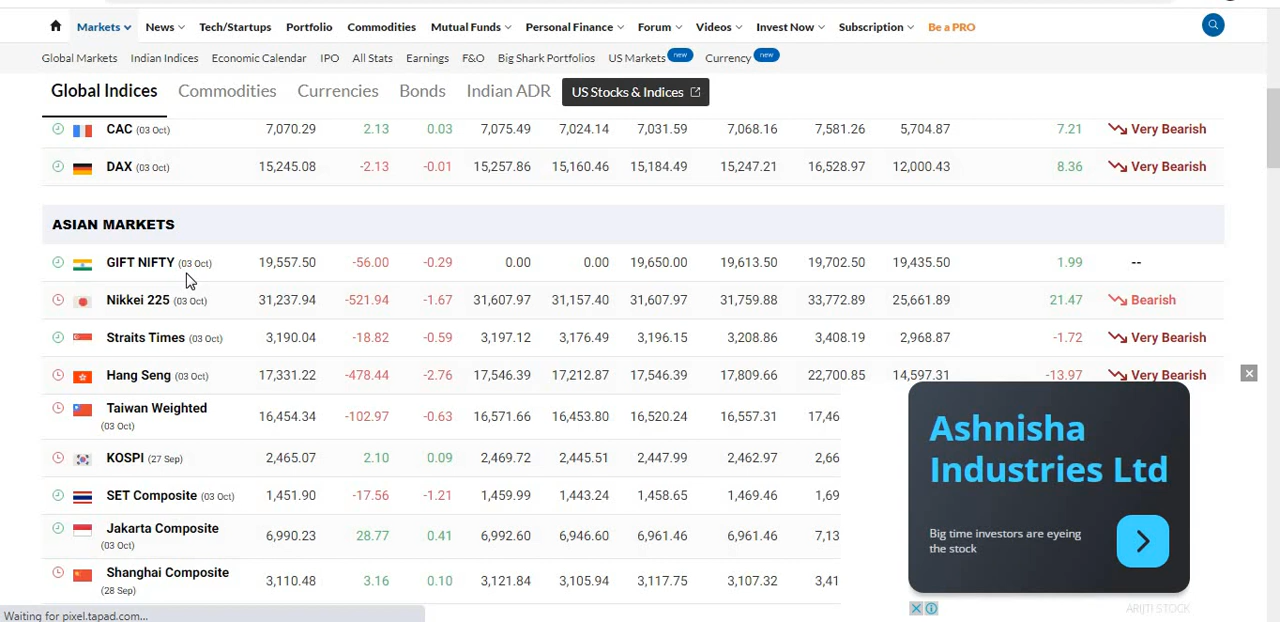 Markets News Tech/Startups Portfolio Commodities Mutual Funds Personal Finance Forum Videos Invest Now Subscription Be a PRO
Global Markets Indian Indices Economic Calendar IPO All Stats Earnings F&O Big Shark Portfolios US Markets new Currency new
Global Indices Commodities Currencies Bonds Indian ADR US Stocks & Indices
CAC (03 Oct) 7,070.29 2.13 0.03 7,075.49 7,024.14 7,031.59 7,068.16 7,581.26 5,704.87 7.21 Very Bearish
DAX (03 Oct) 15,245.08 -2.13 -0.01 15,257.86 15,160.46 15,184.49 15,247.21 16,528.97 12,000.43 8.36 Very Bearish
ASIAN MARKETS
GIFT NIFTY (03 Oct) 19,557.50 -56.00 -0.29 0.00 0.00 19,650.00 19,613.50 19,702.50 19,435.50 1.99 --
Nikkei 225 (03 Oct) 31,237.94 -521.94 -1.67 31,607.97 31,157.40 31,607.97 31,759.88 33,772.89 25,661.89 21.47 Bearish
Straits Times (03 Oct) 3,190.04 -18.82 -0.59 3,197.12 3,176.49 3,196.15 3,208.86 3,408.19 2,968.87 -1.72 Very Bearish
Hang Seng (03 Oct) 17,331.22 -478.44 -2.76 17,546.39 17,212.87 17,546.39 17,809.66 22,700.85 14,597.31 -13.97 Very Bearish
Taiwan Weighted
(03 Oct) 16,454.34 -102.97 -0.63 16,571.66 16,453.80 16,520.24 16,557.31 17,46
KOSPI (27 Sep) 2,465.07 2.10 0.09 2,469.72 2,445.51 2,447.99 2,462.97 2,66
SET Composite (03 Oct) 1,451.90 -17.56 -1.21 1,459.99 1,443.24 1,458.65 1,469.46 1,69
Jakarta Composite
(03 Oct) 6,990.23 28.77 0.41 6,992.60 6,946.60 6,961.46 6,961.46 7,13
Shanghai Composite
(28 Sep) 3,110.48 3.16 0.10 3,121.84 3,105.94 3,117.75 3,107.32 3,41
Ashnisha
Industries Ltd
Big time investors are eyeing
the stock
ARIJTI STOCK
Waiting for pixel.tapad.com...